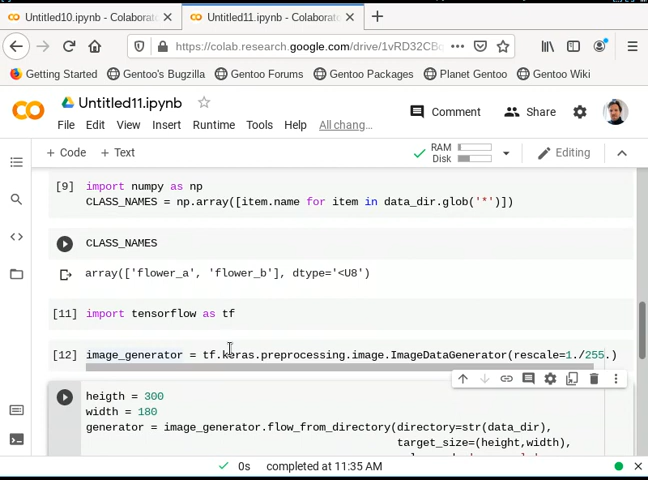 Untitled10.ipynb - Colaborat
Untitled11.ipynb - Colaborat
https://colab.research.google.com/drive/1vRD32CBc
Getting Started
Gentoo's Bugzilla
Gentoo Forums
Gentoo Packages
Planet Gentoo
Gentoo Wiki
Untitled11.ipynb
Comment
Share
File Edit View Insert Runtime Tools Help All chang...
+ Code + Text
RAM
Disk
Editing
[9] import numpy as np
CLASS_NAMES = np.array([item.name for item in data_dir.glob('*')])
CLASS_NAMES
array(['flower_a', 'flower_b'], dtype='<U8')
[11] import tensorflow as tf
[12] image_generator = tf.keras.preprocessing.image.ImageDataGenerator(rescale=1./255.)
heigth = 300
width = 180
generator = image_generator.flow_from_directory(directory=str(data_dir),
target_size=(height,width),
0s completed at 11:35 AM